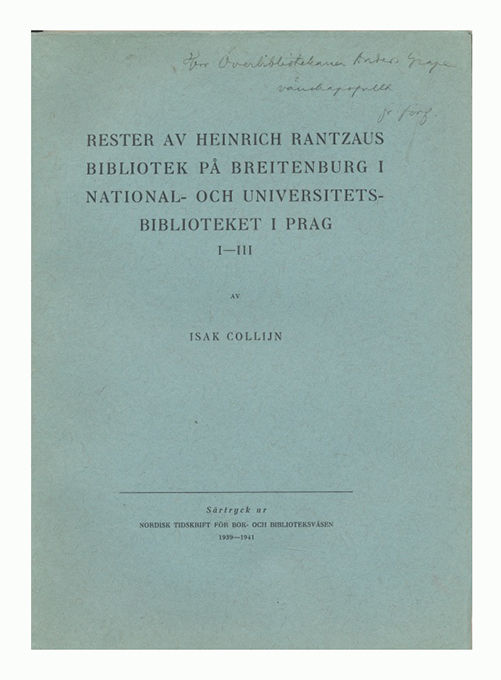 Herr Överbibliotekarien Anders Grape
vänskapsfullt
fr. förf.
RESTER AV HEINRICH RANTZAUS
BIBLIOTEK PÅ BREITENBURG I
NATIONAL- OCH UNIVERSITETS-
BIBLIOTEKET I PRAG
I—III
AV
ISAK COLLIJN
Särtryck ur
NORDISK TIDSKRIFT FÖR BOK- OCH BIBLIOTEKSVÄSEN
1939—1941